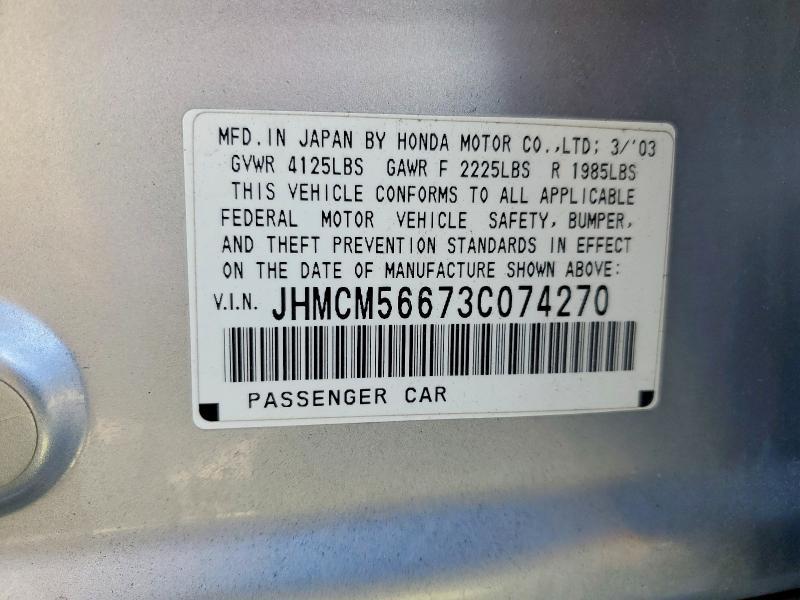 MFD. IN JAPAN BY HONDA MOTOR CO.,LTD; 3/'03
GVWR 4125LBS GAWR F 2225LBS R 1985LBS
THIS VEHICLE CONFORMS TO ALL APPLICABLE
FEDERAL MOTOR VEHICLE SAFETY, BUMPER,
AND THEFT PREVENTION STANDARDS IN EFFECT
ON THE DATE OF MANUFACTURE SHOWN ABOVE:
V.I.N. JHMCM56673C074270
PASSENGER CAR